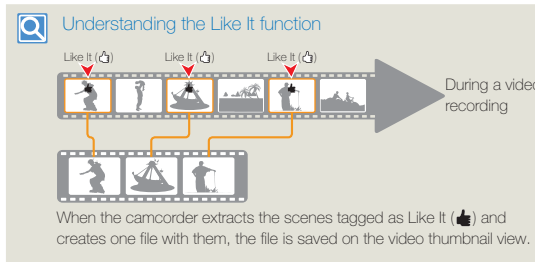 Understanding the Like It function
Like It ( ) Like It ( ) Like It ( )
During a video
recording
When the camcorder extracts the scenes tagged as Like It ( ) and
creates one file with them, the file is saved on the video thumbnail view.